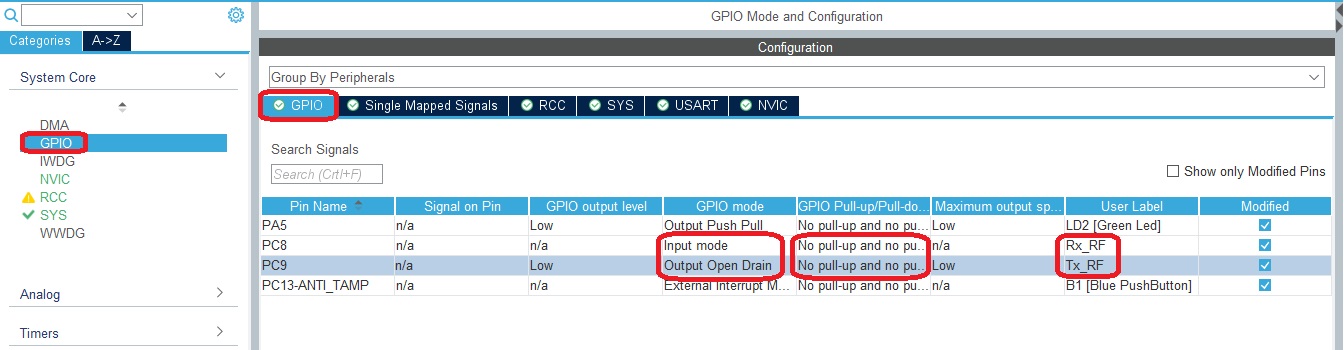 GPIO Mode and Configuration
Categories A->Z
Configuration
System Core
Group By Peripherals
GPIO Single Mapped Signals RCC SYS USART NVIC
DMA
GPIO
IWDG
NVIC
RCC
SYS
WWDG
Analog
Timers
Search Signals
Search (CrtI+F)
Show only Modified Pins
Pin Name Signal on Pin GPIO output level GPIO mode GPIO Pull-up/Pull-do... Maximum output sp... User Label Modified
PA5 n/a Low Output Push Pull No pull-up and no pu... Low LD2 [Green Led]
PC8 n/a n/a Input mode No pull-up and no pu... n/a Rx_RF
PC9 n/a Low Output Open Drain No pull-up and no pu... Low Tx_RF
PC13-ANTI_TAMP n/a n/a External Interrupt M... No pull-up and no pu... n/a B1 [Blue PushButton]